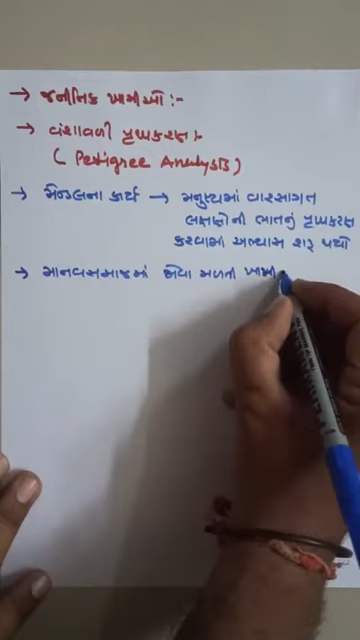 → જનીનિક ખામીઓ :-
→ વંશાવળી પૃથક્કરણ :-
( Pedigree Analysis )
→ મેન્ડલના કાર્ય → મનુષ્યમાં વારસાગત
લક્ષણોની ભાતનું પૃથક્કરણ
કરવામાં અભ્યાસ શરૂ થયો
→ માનવસમાજમાં જોવા મળતી ખામી